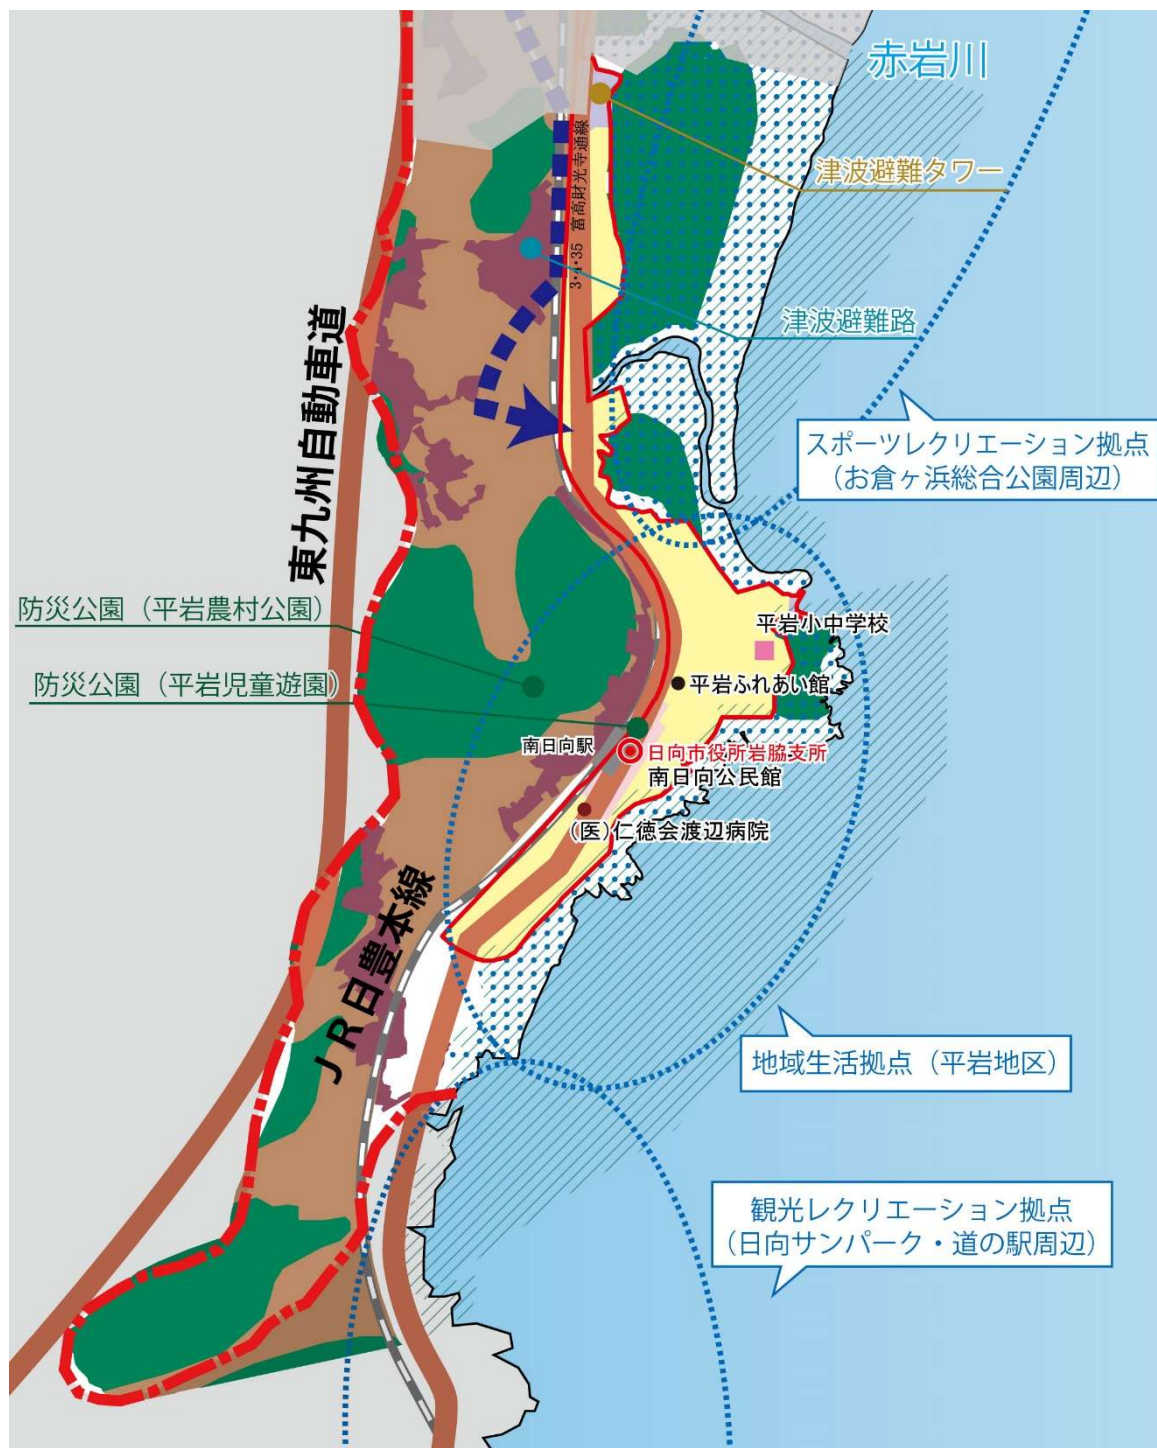 赤岩川
津波避難タワー
3・4・35 富高財光寺通線
津波避難路
東九州自動車道
スポーツレクリエーション拠点
(お倉ヶ浜総合公園周辺)
防災公園(平岩農村公園)
平岩小中学校
防災公園(平岩児童遊園)
平岩ふれあい館
南日向駅
日向市役所岩脇支所
南日向公民館
(医)仁徳会渡辺病院
JR日豊本線
地域生活拠点(平岩地区)
観光レクリエーション拠点
(日向サンパーク・道の駅周辺)